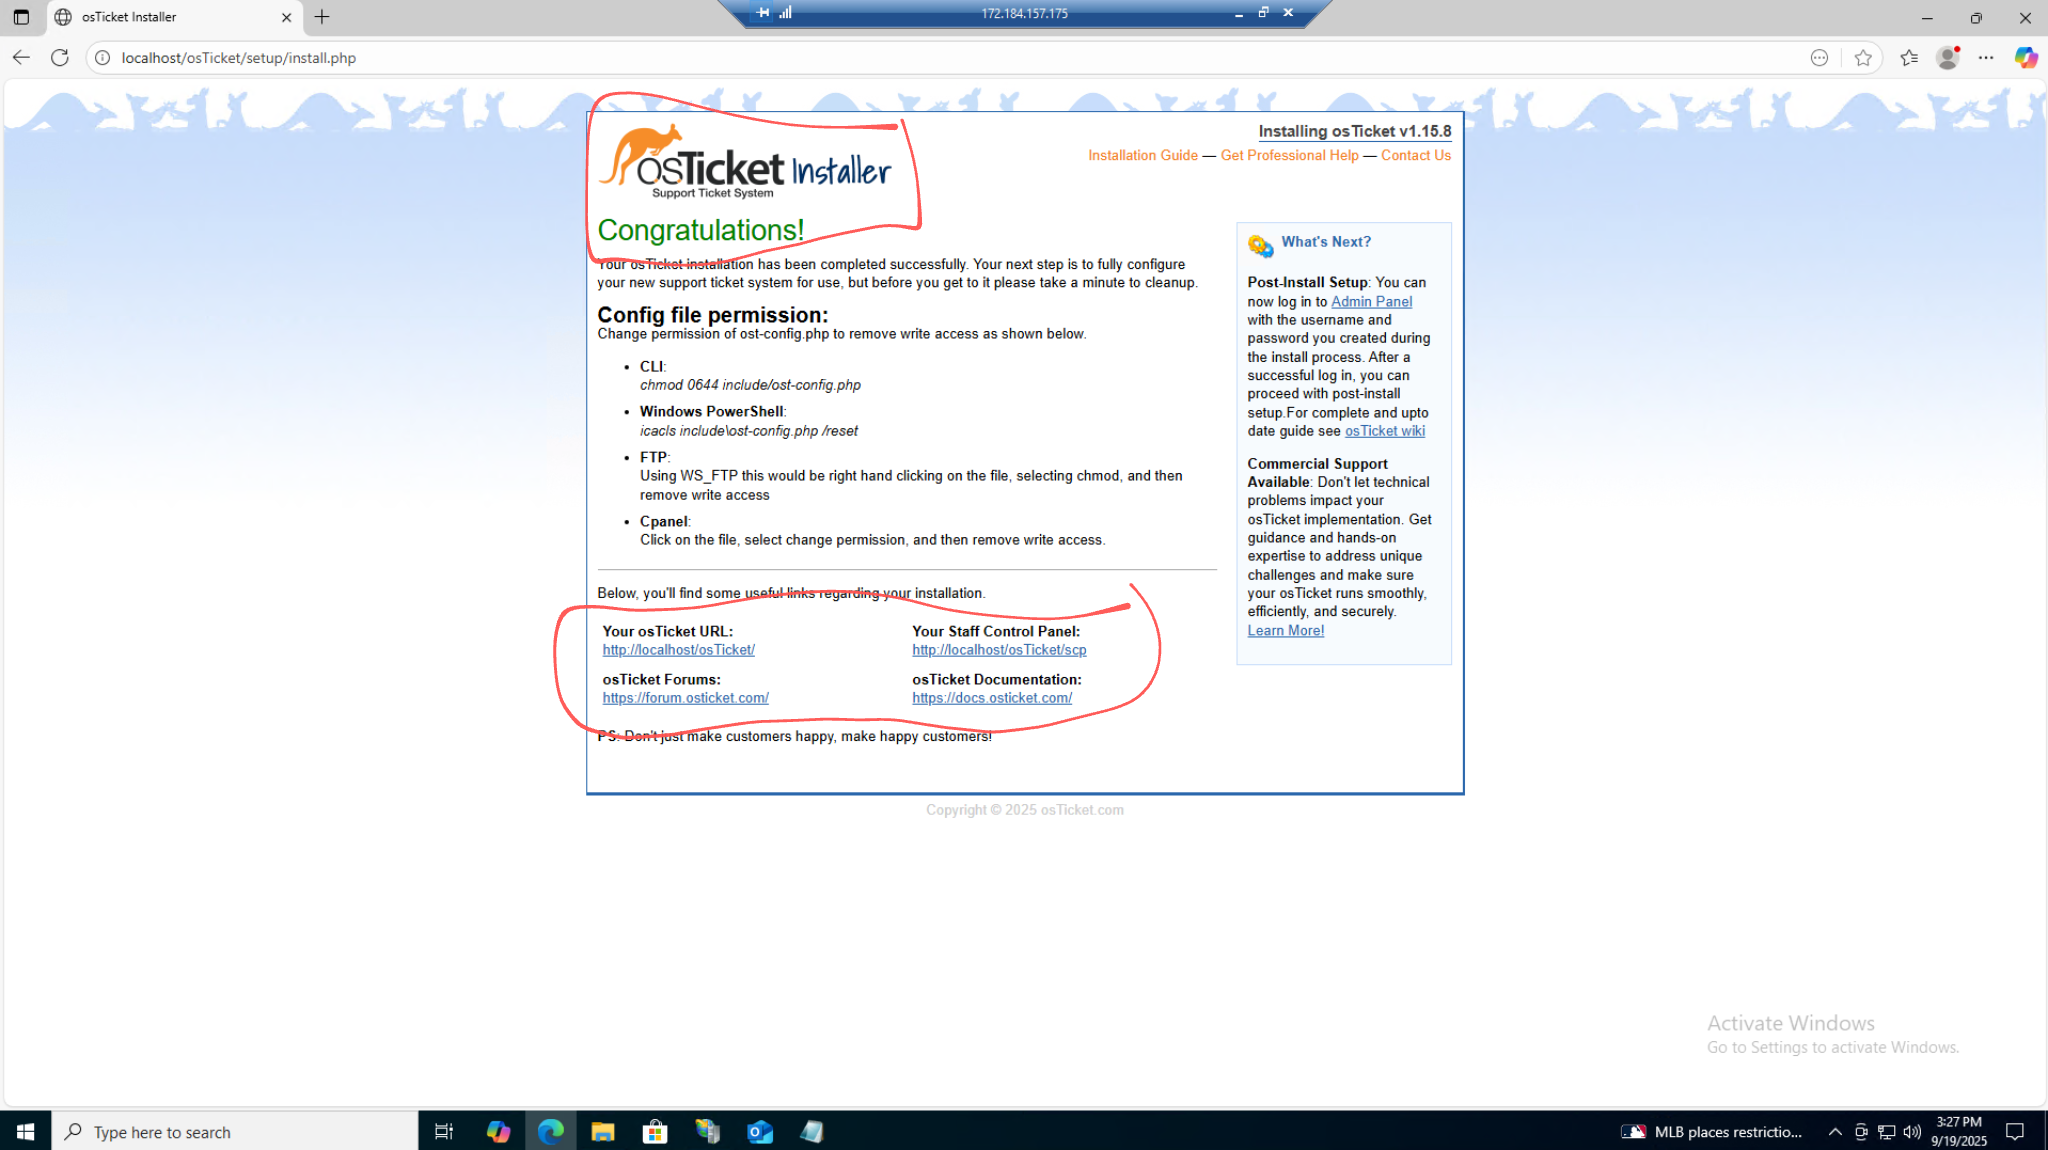 osTicket Installer
172.184.157.175
localhost/osTicket/setup/install.php
osTicket Installer
Support Ticket System
Installing osTicket v1.15.8
Installation Guide — Get Professional Help — Contact Us
Congratulations!
Your osTicket installation has been completed successfully. Your next step is to fully configure
your new support ticket system for use, but before you get to it please take a minute to cleanup.
Config file permission:
Change permission of ost-config.php to remove write access as shown below.
• CLI:
chmod 0644 include/ost-config.php
• Windows PowerShell:
icacls include\ost-config.php /reset
• FTP:
Using WS_FTP this would be right hand clicking on the file, selecting chmod, and then
remove write access
• Cpanel:
Click on the file, select change permission, and then remove write access.
Below, you'll find some useful links regarding your installation.
Your osTicket URL:
http://localhost/osTicket/
Your Staff Control Panel:
http://localhost/osTicket/scp
osTicket Forums:
https://forum.osticket.com/
osTicket Documentation:
https://docs.osticket.com/
PS: Don't just make customers happy, make happy customers!
What's Next?
Post-Install Setup: You can
now log in to Admin Panel
with the username and
password you created during
the install process. After a
successful log in, you can
proceed with post-install
setup.For complete and upto
date guide see osTicket wiki
Commercial Support
Available: Don't let technical
problems impact your
osTicket implementation. Get
guidance and hands-on
expertise to address unique
challenges and make sure
your osTicket runs smoothly,
efficiently, and securely.
Learn More!
Copyright © 2025 osTicket.com
Activate Windows
Go to Settings to activate Windows.
Type here to search
MLB places restrictio...
3:27 PM
9/19/2025